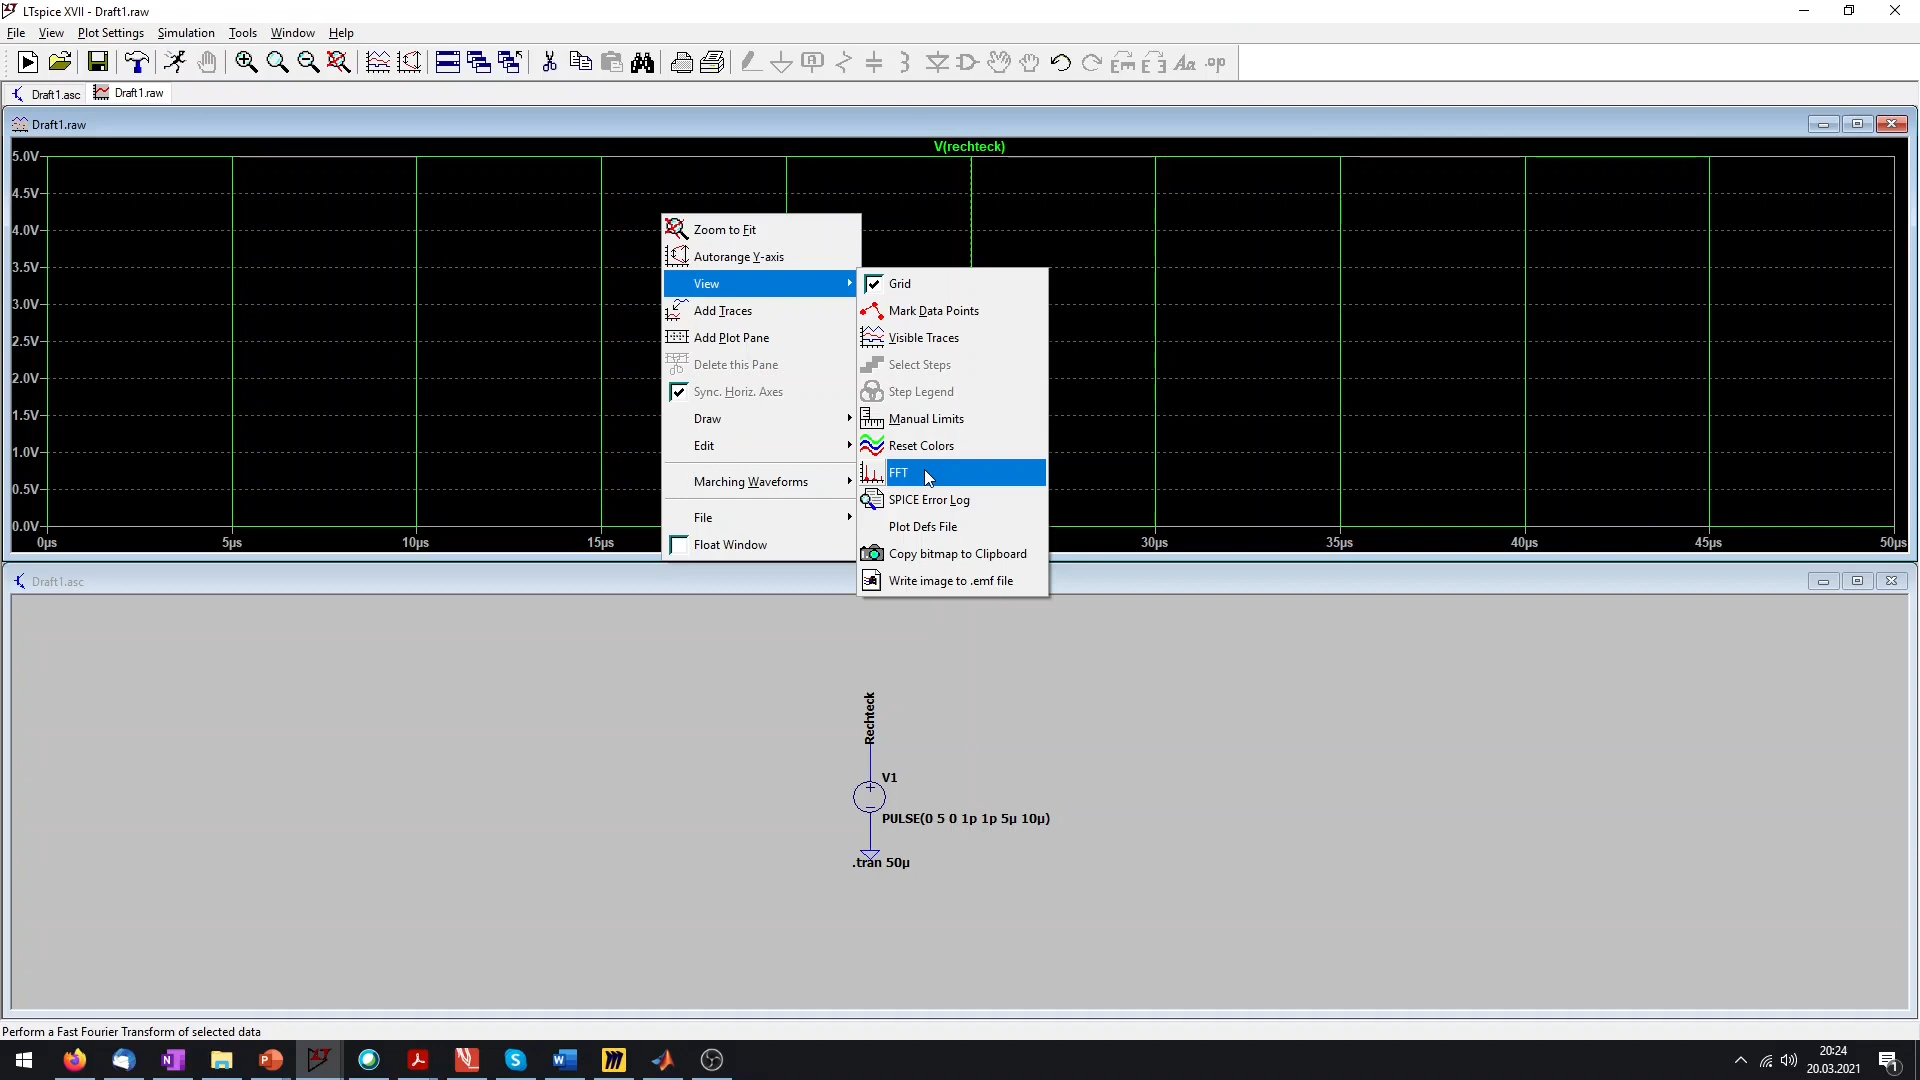 LTspice XVII - Draft1.raw
File View Plot Settings Simulation Tools Window Help
Draft1.asc Draft1.raw
Draft1.raw
V(rechteck)
5.0V
4.5V
4.0V
3.5V
3.0V
2.5V
2.0V
1.5V
1.0V
0.5V
0.0V
0µs 5µs 10µs 15µs 30µs 35µs 40µs 45µs 50µs
Zoom to Fit
Autorange Y-axis
View
Add Traces
Add Plot Pane
Delete this Pane
Sync. Horiz. Axes
Draw
Edit
Marching Waveforms
File
Float Window
Grid
Mark Data Points
Visible Traces
Select Steps
Step Legend
Manual Limits
Reset Colors
FFT
SPICE Error Log
Plot Defs File
Copy bitmap to Clipboard
Write image to .emf file
Draft1.asc
Rechteck
V1
PULSE(0 5 0 1p 1p 5µ 10µ)
.tran 50µ
Perform a Fast Fourier Transform of selected data
20:24
20.03.2021